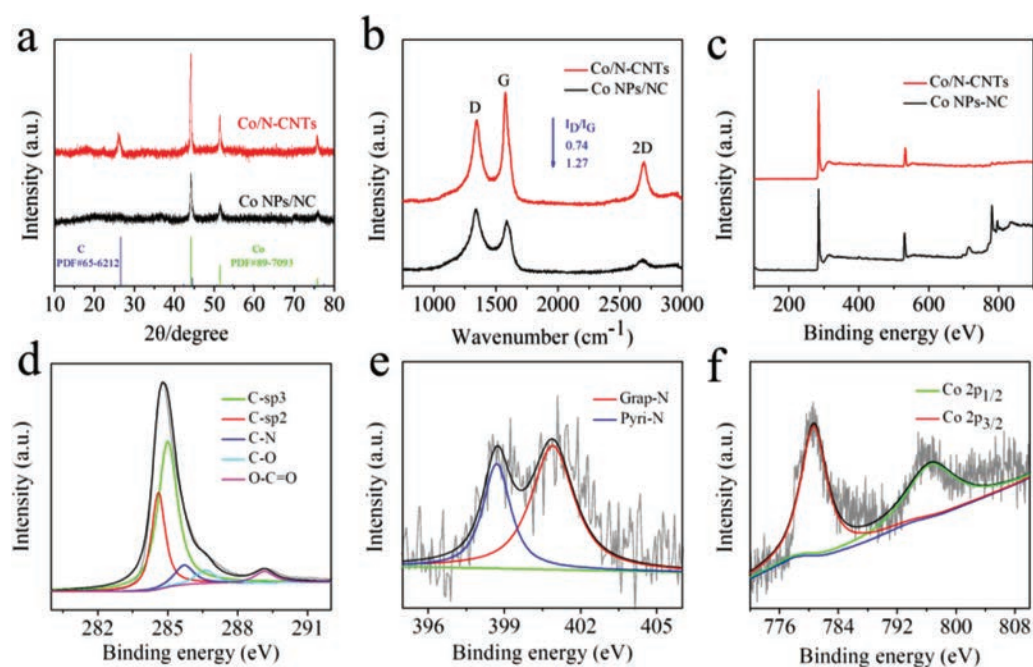 a
Intensity (a.u.)
Co/N-CNTs
Co NPs/NC
C
PDF#65-6212
Co
PDF#89-7093
10 20 30 40 50 60 70 80
2θ/degree
b
Intensity (a.u.)
Co/N-CNTs
Co NPs/NC
D
G
2D
I_D/I_G
0.74
1.27
1000 1500 2000 2500 3000
Wavenumber (cm⁻¹)
c
Intensity (a.u.)
Co/N-CNTs
Co NPs-NC
200 400 600 800
Binding energy (eV)
d
Intensity (a.u.)
C-sp3
C-sp2
C-N
C-O
O-C=O
282 285 288 291
Binding energy (eV)
e
Intensity (a.u.)
Grap-N
Pyri-N
396 399 402 405
Binding energy (eV)
f
Intensity (a.u.)
Co 2p₁/₂
Co 2p₃/₂
776 784 792 800 808
Binding energy (eV)